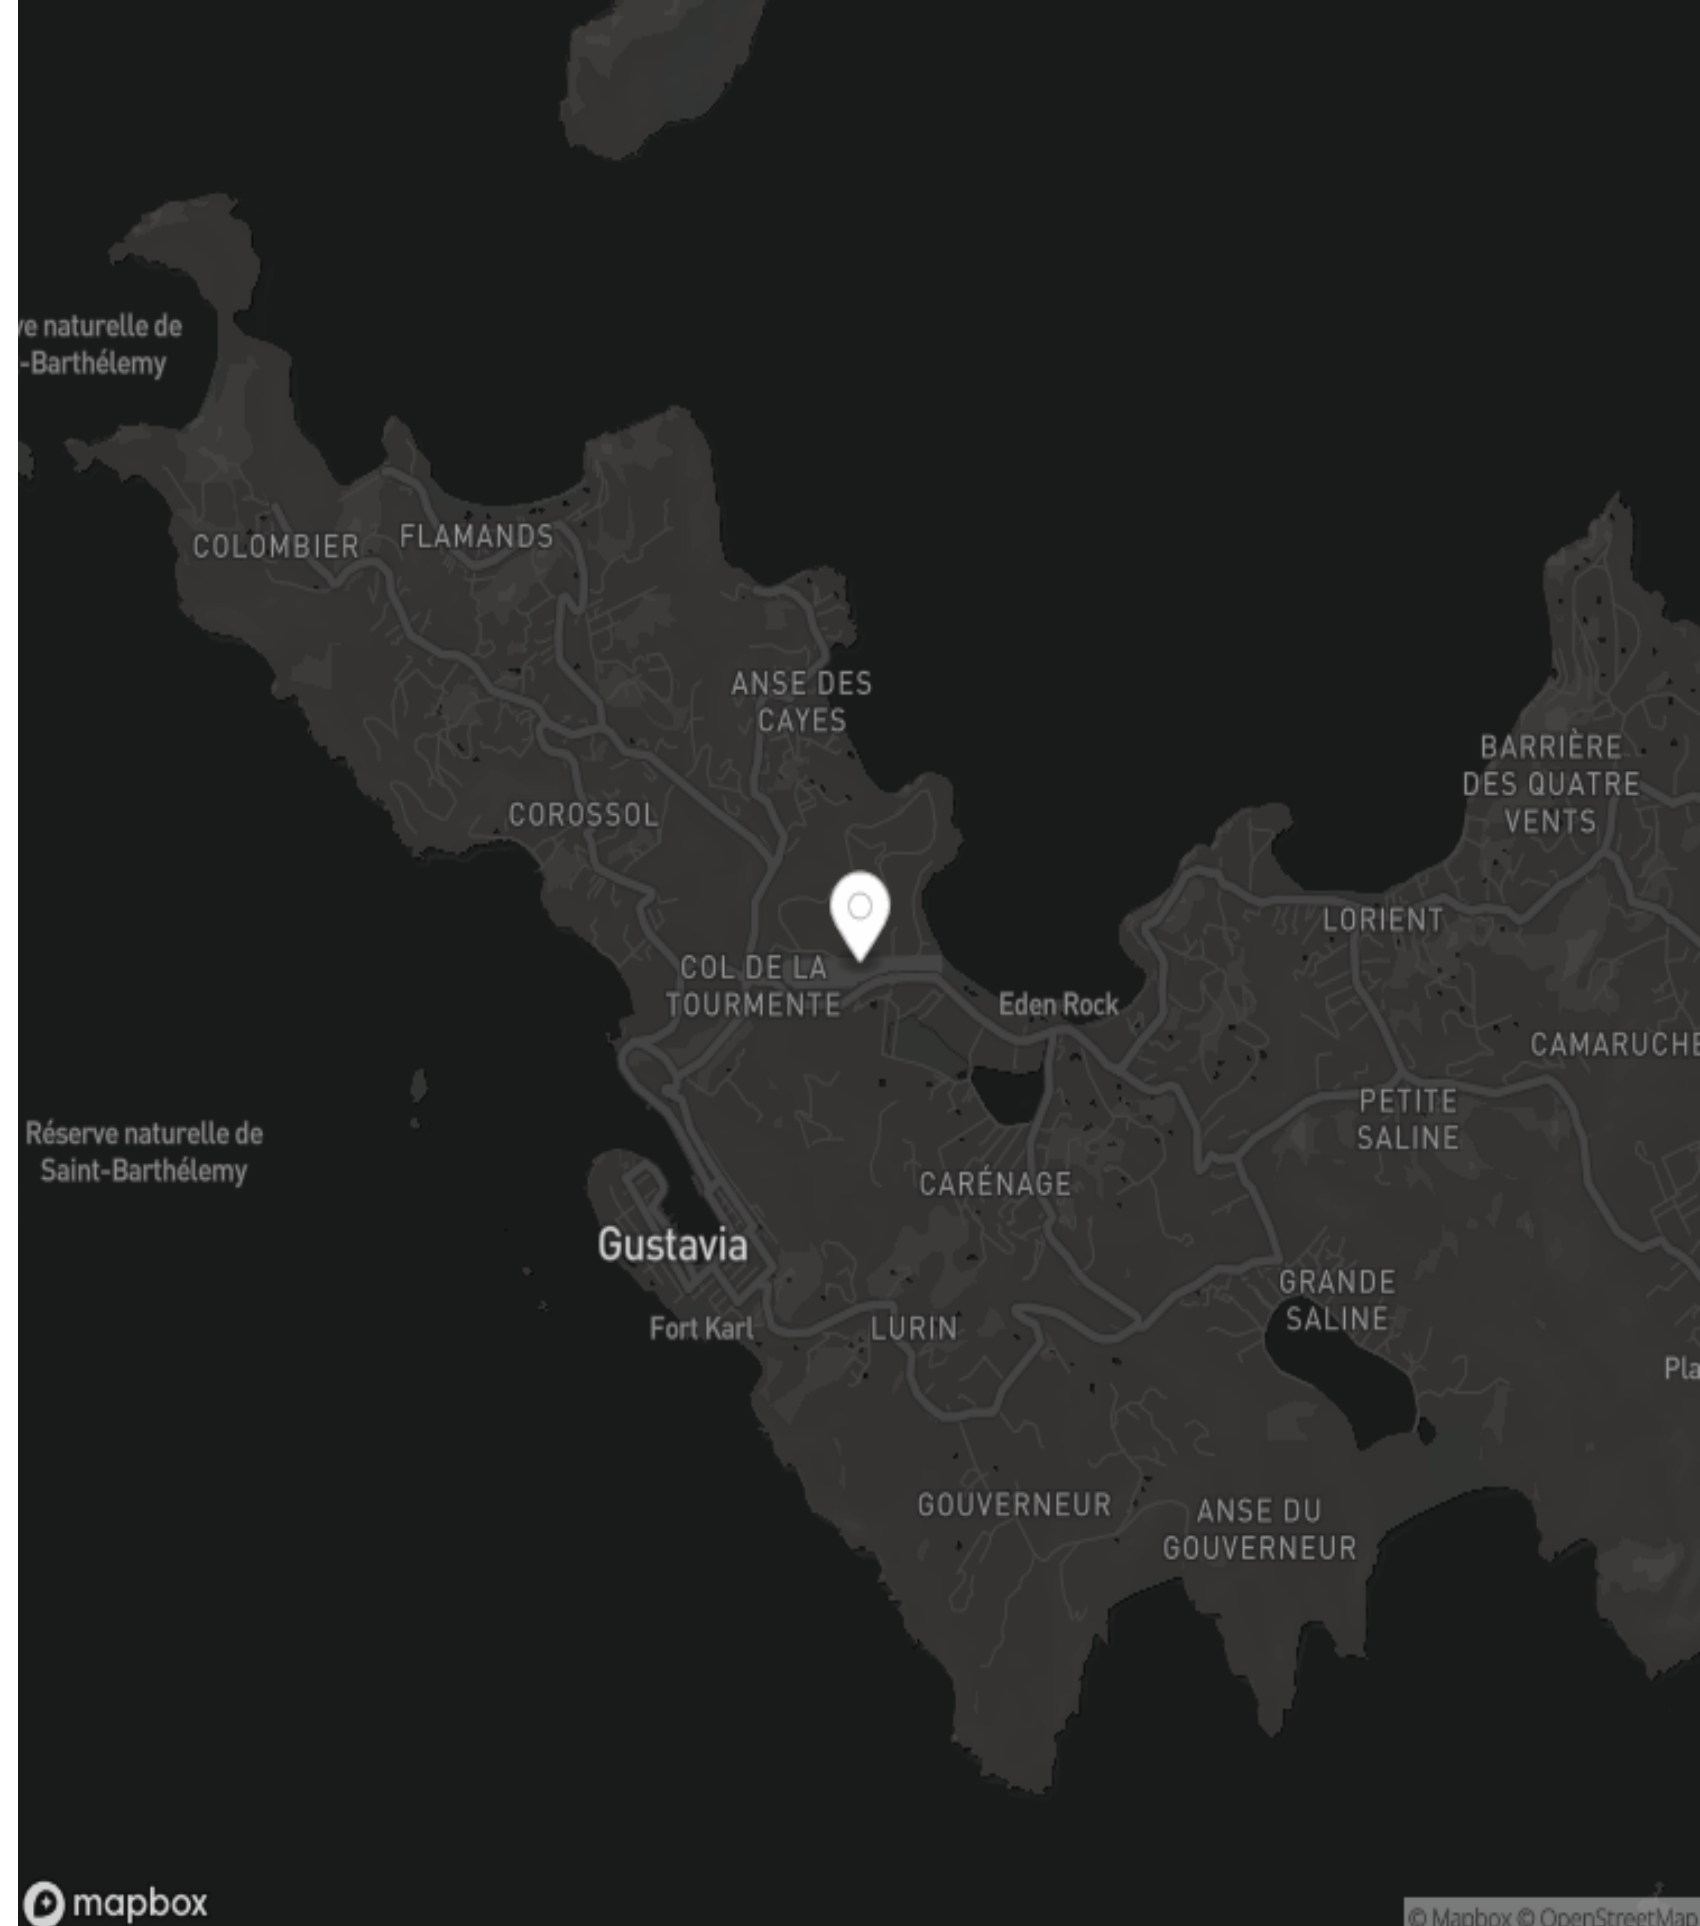 ve naturelle de
-Barthélemy
COLOMBIER
FLAMANDS
ANSE DES
CAYES
BARRIÈRE
DES QUATRE
VENTS
COROSSOL
LORIENT
COL DE LA
TOURMENTE
Eden Rock
CAMARUCHE
PETITE
SALINE
Réserve naturelle de
Saint-Barthélemy
CARÉNAGE
Gustavia
GRANDE
SALINE
Fort Karl
LURIN
Pla
GOUVERNEUR
ANSE DU
GOUVERNEUR
mapbox
© Mapbox © OpenStreetMap